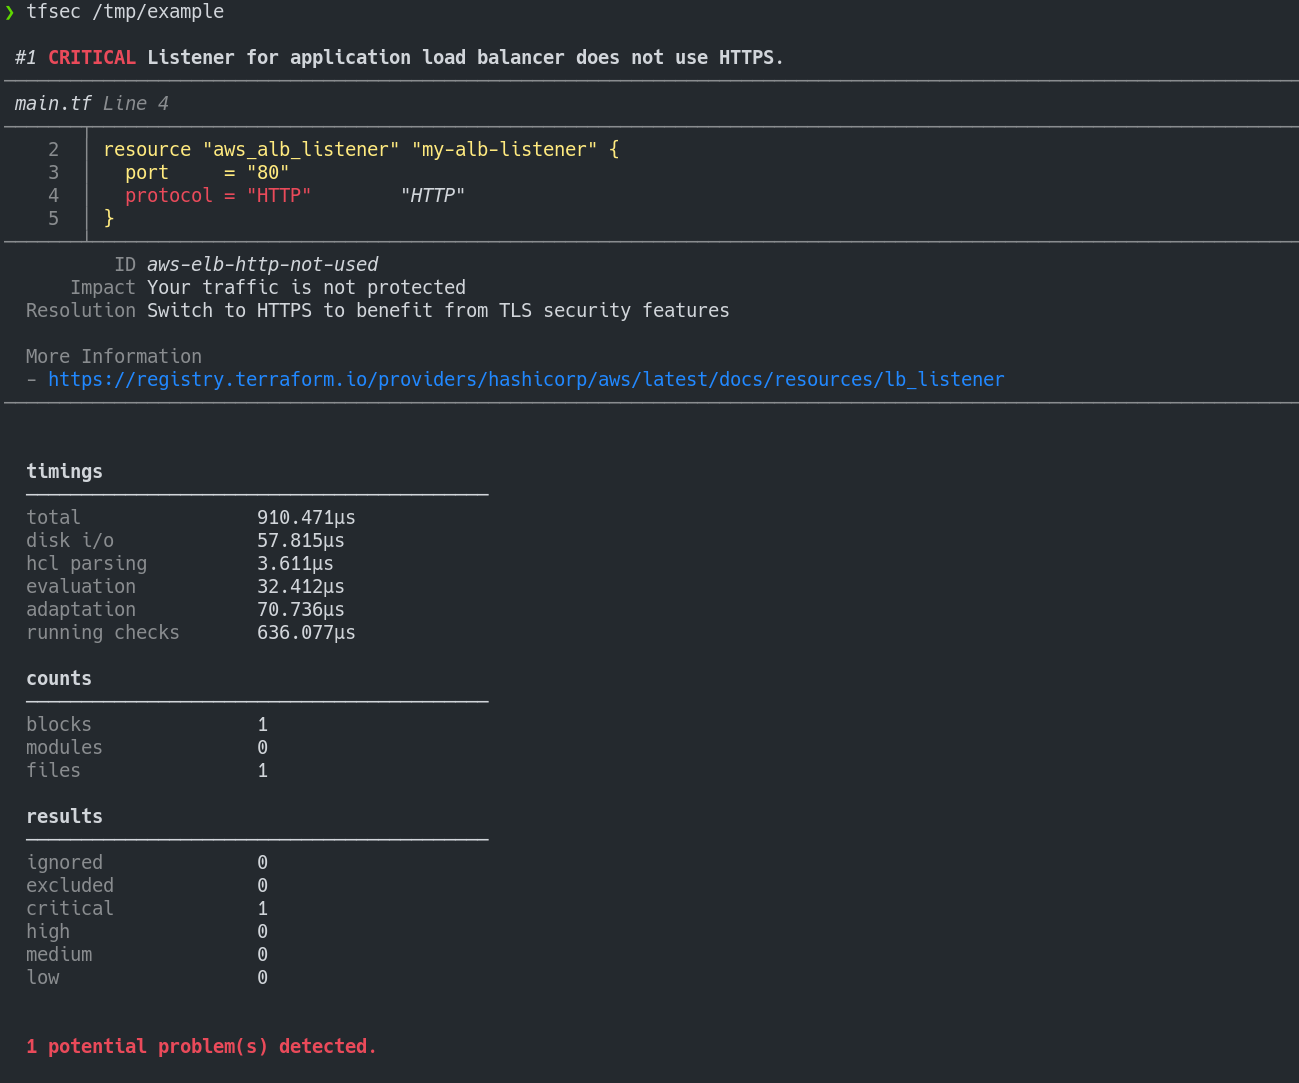 ❯ tfsec /tmp/example
#1 CRITICAL Listener for application load balancer does not use HTTPS.
main.tf Line 4
2 resource "aws_alb_listener" "my-alb-listener" {
3 port     = "80"
4 protocol = "HTTP"        "HTTP"
5 }
ID aws-elb-http-not-used
Impact Your traffic is not protected
Resolution Switch to HTTPS to benefit from TLS security features
More Information
- https://registry.terraform.io/providers/hashicorp/aws/latest/docs/resources/lb_listener
timings
total 910.471µs
disk i/o 57.815µs
hcl parsing 3.611µs
evaluation 32.412µs
adaptation 70.736µs
running checks 636.077µs
counts
blocks 1
modules 0
files 1
results
ignored 0
excluded 0
critical 1
high 0
medium 0
low 0
1 potential problem(s) detected.